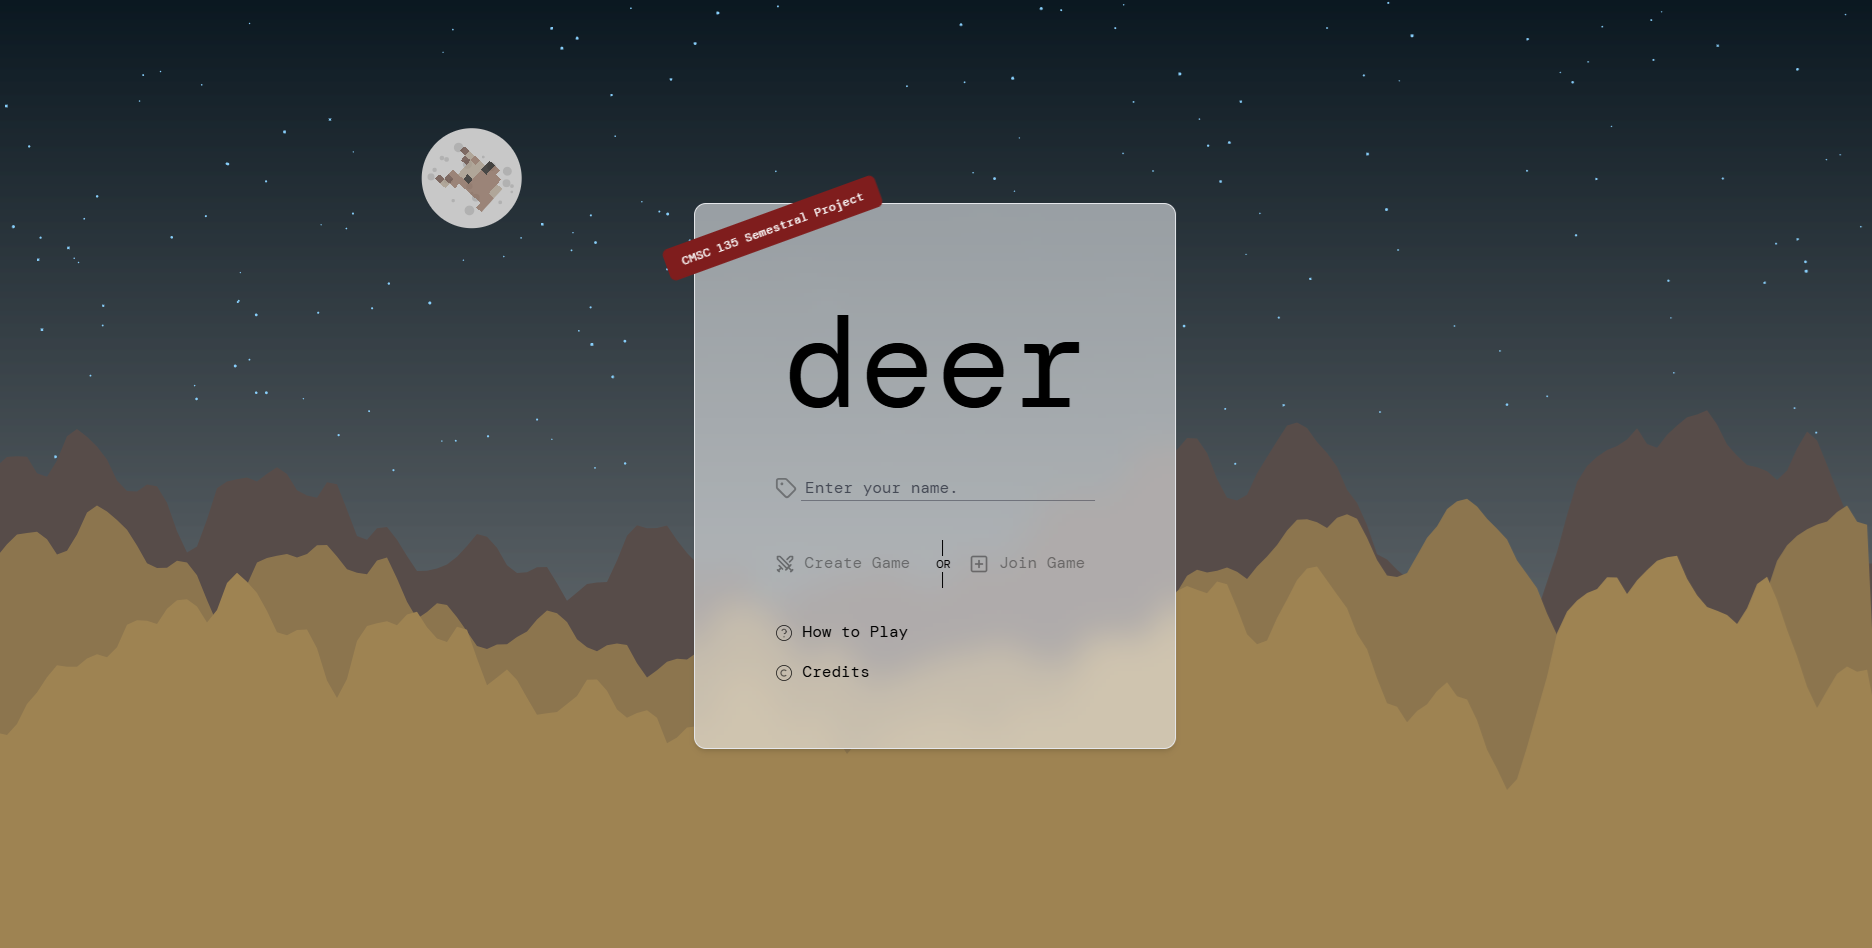 CMSC 135 Semestral Project
deer
Enter your name.
Create Game
OR
Join Game
How to Play
Credits